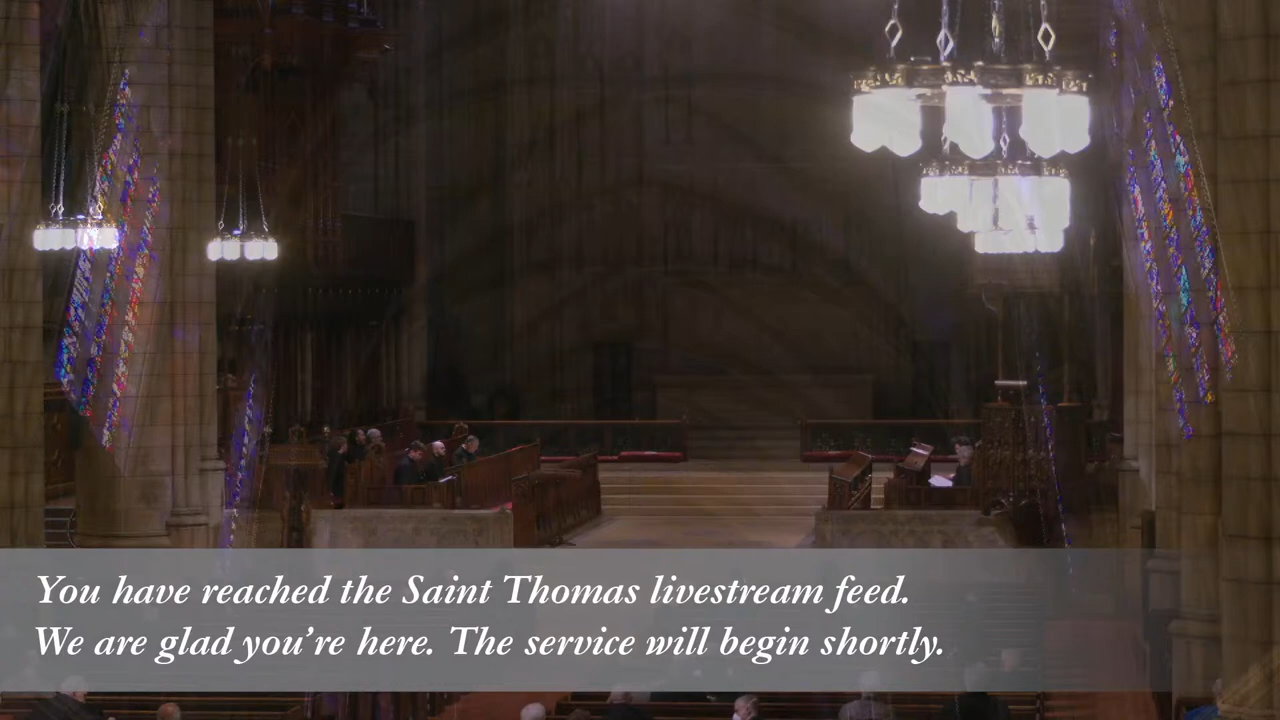 You have reached the Saint Thomas livestream feed.
We are glad you’re here. The service will begin shortly.